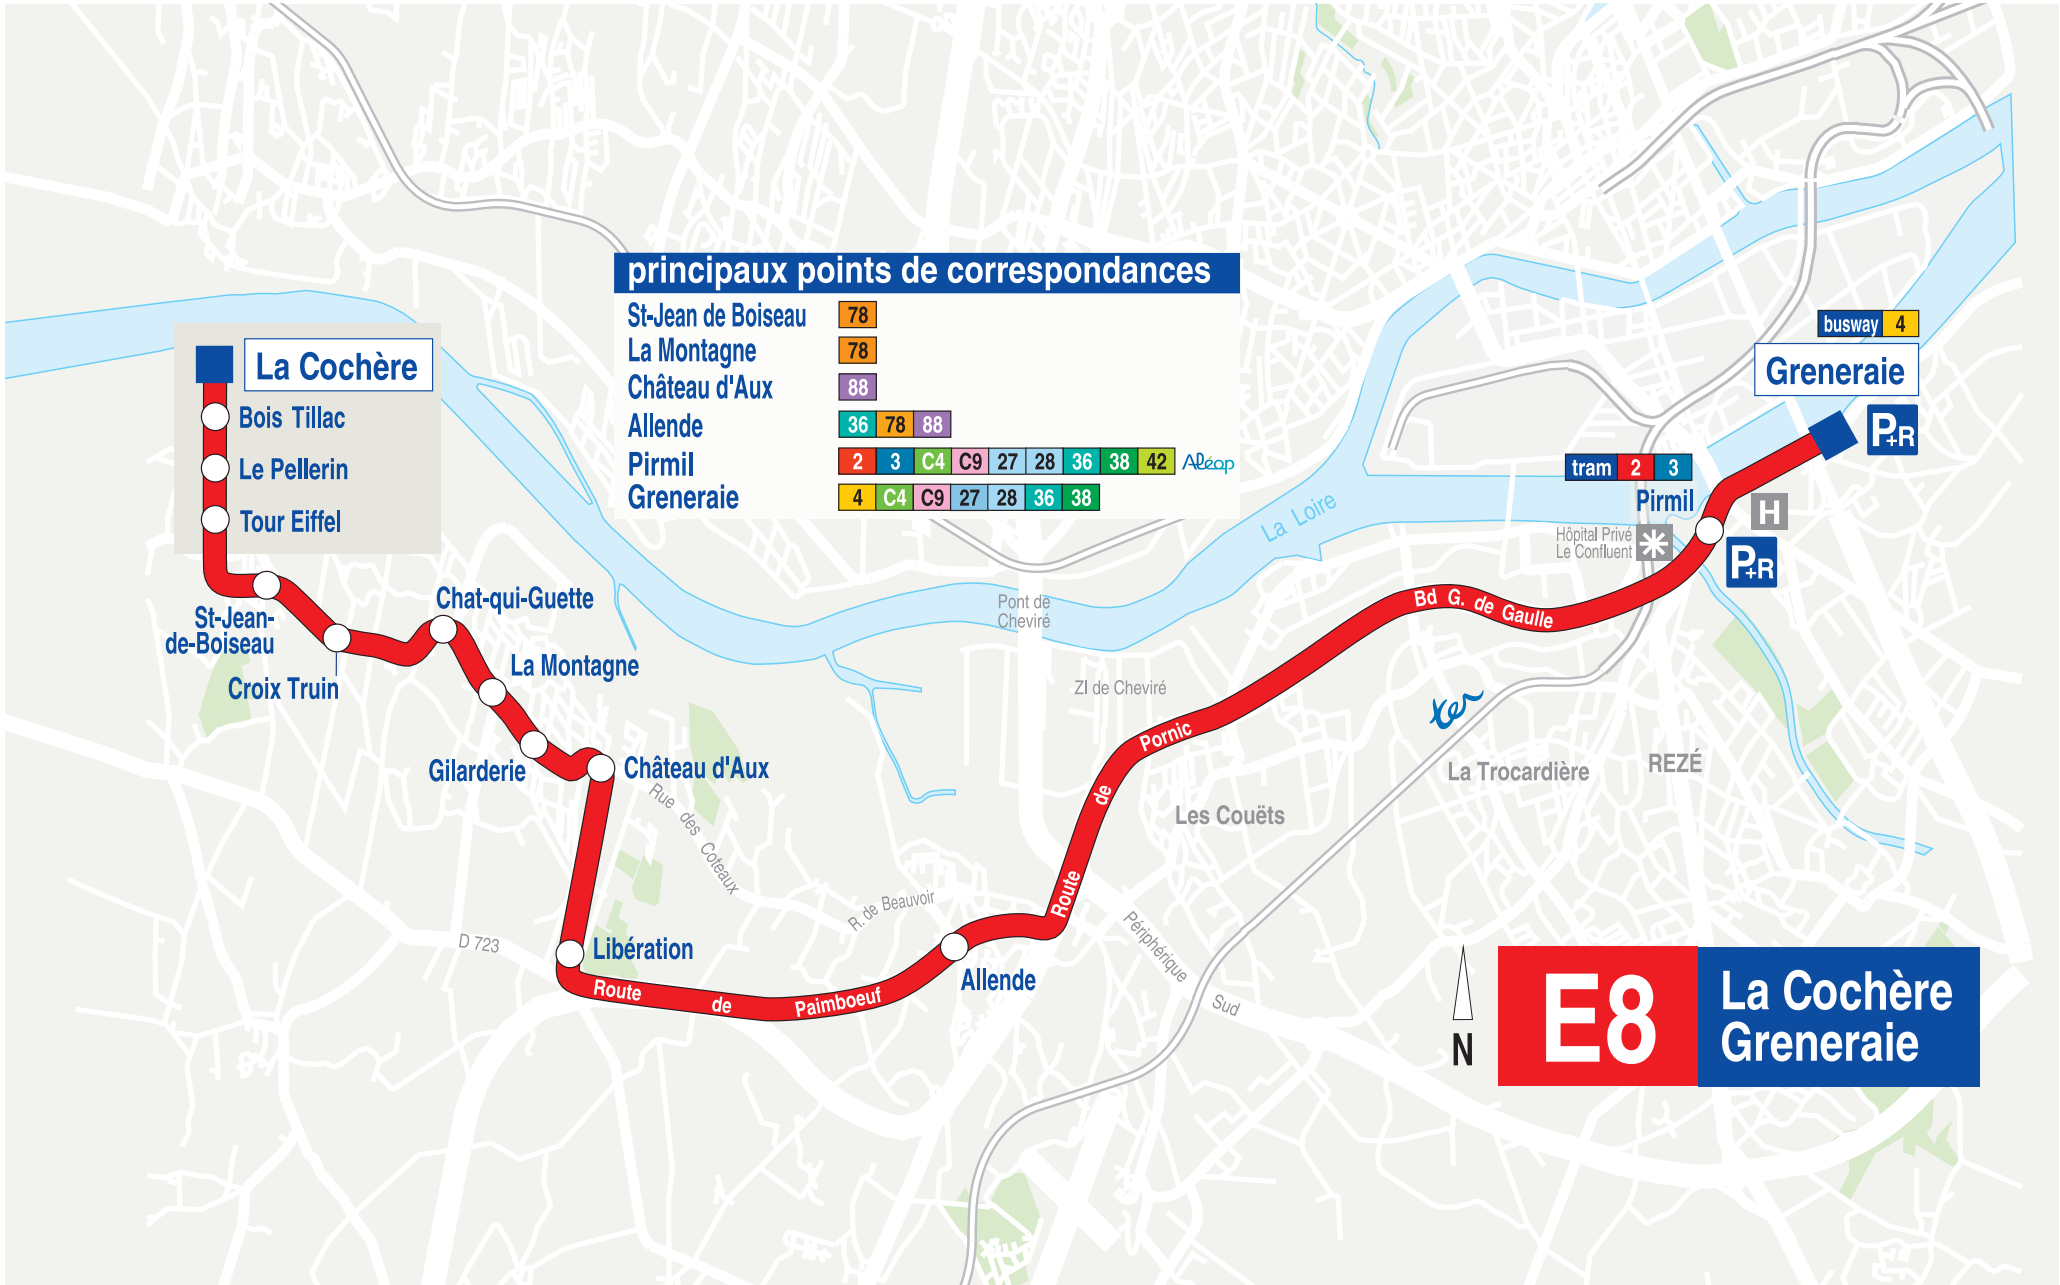 principaux points de correspondances
St-Jean de Boiseau 78
La Montagne 78
Château d'Aux 88
Allende 36 78 88
Pirmil 2 3 C4 C9 27 28 36 38 42 Aléop
Greneraie 4 C4 C9 27 28 36 38
busway 4
Greneraie
P+R
La Cochère
Bois Tillac
Le Pellerin
Tour Eiffel
tram 2 3
Pirmil
H
Hôpital Privé
Le Confluent
P+R
La Loire
St-Jean-
de-Boiseau
Croix Truin
Chat-qui-Guette
La Montagne
Gilarderie
Château d'Aux
Pont de
Cheviré
Bd G. de Gaulle
ZI de Cheviré
ter
Route de Pornic
La Trocardière
REZÉ
Les Couëts
Rue des Coteaux
R. de Beauvoir
D 723
Libération
Allende
Route de Paimboeuf
Périphérique Sud
N
E8
La Cochère
Greneraie